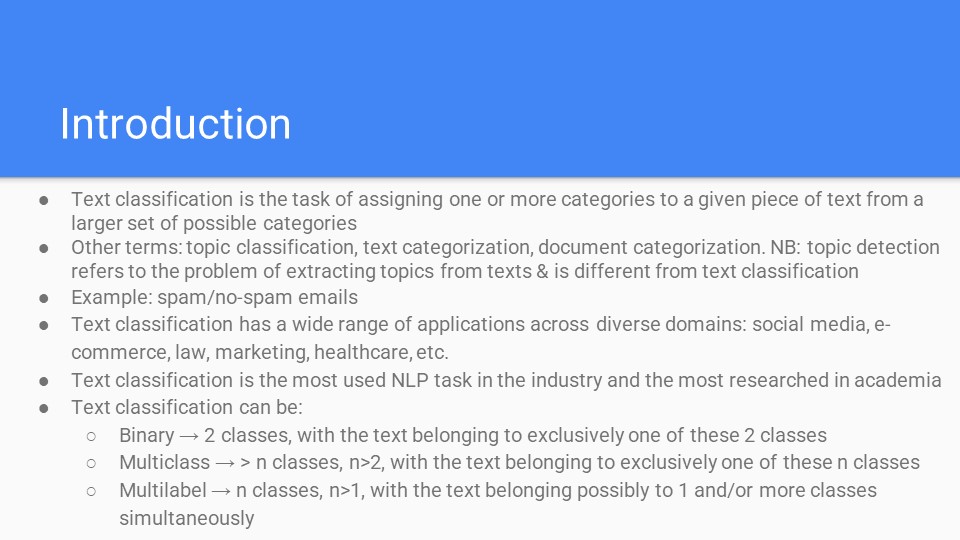 Introduction
● Text classification is the task of assigning one or more categories to a given piece of text from a
larger set of possible categories
● Other terms: topic classification, text categorization, document categorization. NB: topic detection
refers to the problem of extracting topics from texts & is different from text classification
● Example: spam/no-spam emails
● Text classification has a wide range of applications across diverse domains: social media, e-
commerce, law, marketing, healthcare, etc.
● Text classification is the most used NLP task in the industry and the most researched in academia
● Text classification can be:
○ Binary → 2 classes, with the text belonging to exclusively one of these 2 classes
○ Multiclass → > n classes, n>2, with the text belonging to exclusively one of these n classes
○ Multilabel → n classes, n>1, with the text belonging possibly to 1 and/or more classes
simultaneously